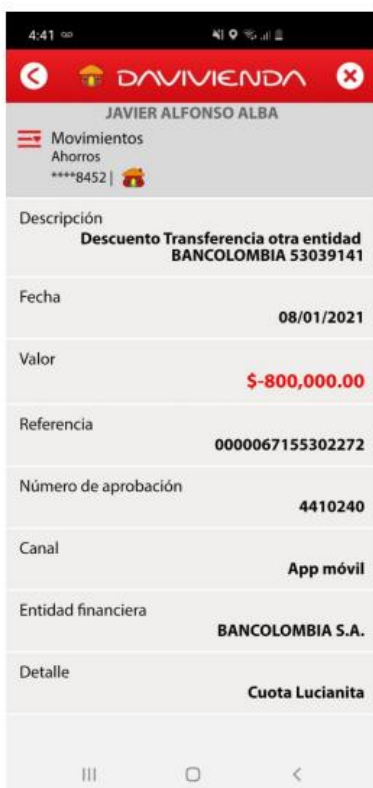 4:41
DAVIVIENDA
JAVIER ALFONSO ALBA
Movimientos
Ahorros
****8452 |
Descripción
Descuento Transferencia otra entidad
BANCOLOMBIA 53039141
Fecha
08/01/2021
Valor
$-800,000.00
Referencia
0000067155302272
Número de aprobación
4410240
Canal
App móvil
Entidad financiera
BANCOLOMBIA S.A.
Detalle
Cuota Lucianita